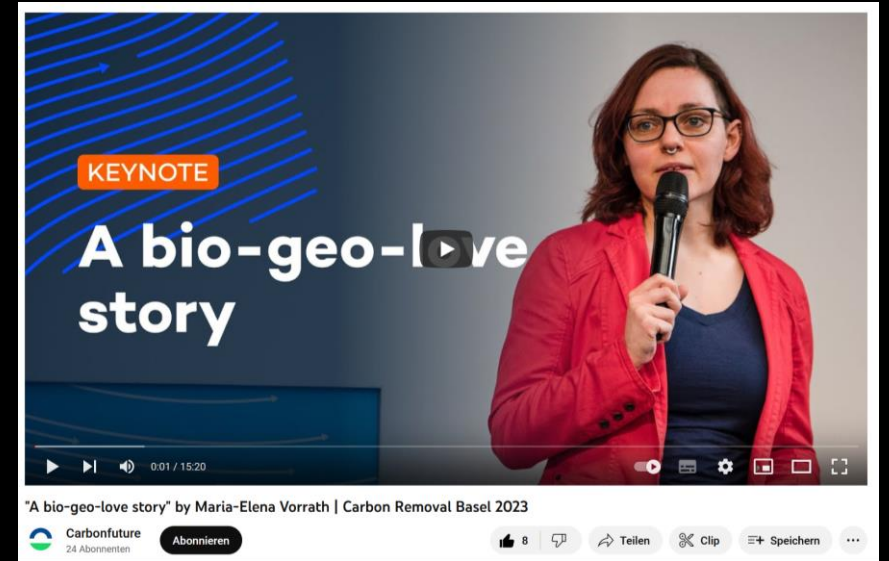 KEYNOTE
A bio-geo-love
story
0:01 / 15:20
"A bio-geo-love story" by Maria-Elena Vorrath | Carbon Removal Basel 2023
Carbonfuture
24 Abonnenten
Abonnieren
8
Teilen
Clip
Speichern